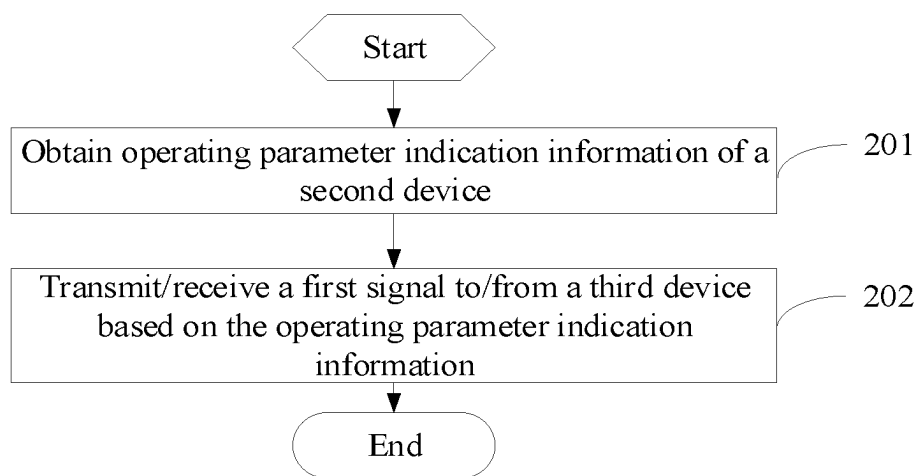 Start
Obtain operating parameter indication information of a
second device
201
Transmit/receive a first signal to/from a third device
based on the operating parameter indication
information
202
End